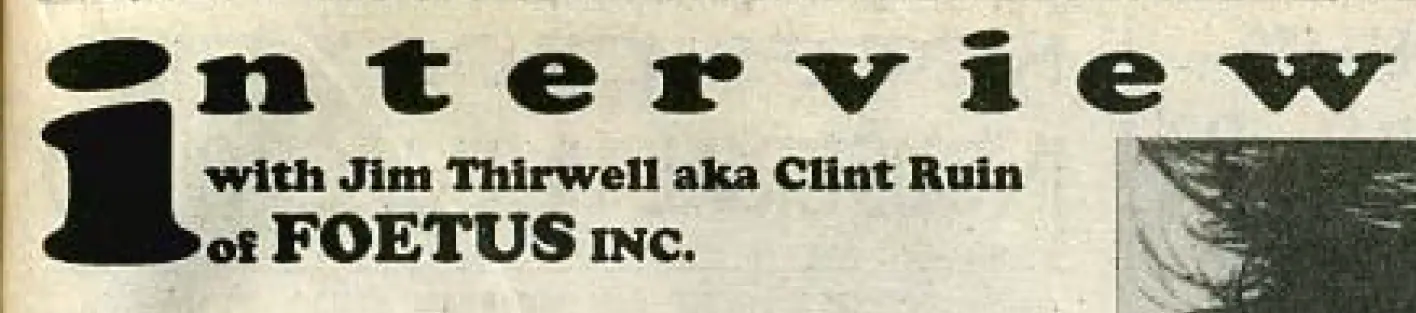 interview
with Jim Thirwell aka Clint Ruin
of FOETUS INC.